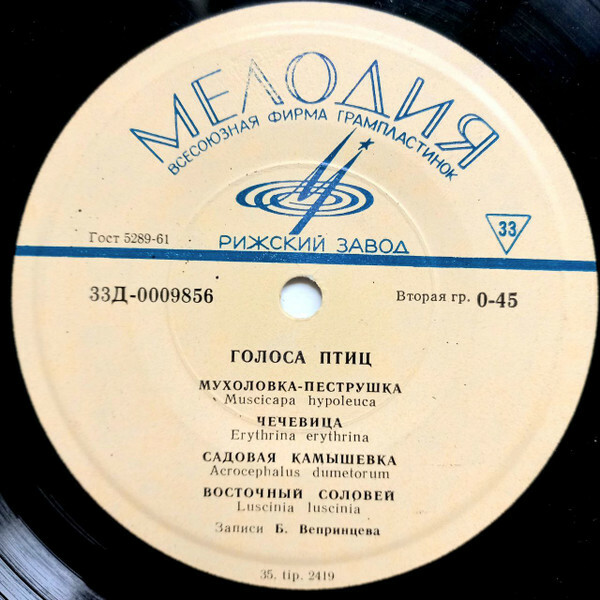 МЕЛОДИЯ
ВСЕСОЮЗНАЯ ФИРМА ГРАМПЛАСТИНОК
Гост 5289-61
РИЖСКИЙ ЗАВОД
33
33Д-0009856
Вторая гр. 0-45
ГОЛОСА ПТИЦ
МУХОЛОВКА-ПЕСТРУШКА
Muscicapa hypoleuca
ЧЕЧЕВИЦА
Erythrina erythrina
САДОВАЯ КАМЫШЕВКА
Acrocephalus dumetorum
ВОСТОЧНЫЙ СОЛОВЕЙ
Luscinia luscinia
Записи Б. Вепринцева
35. tip. 2419